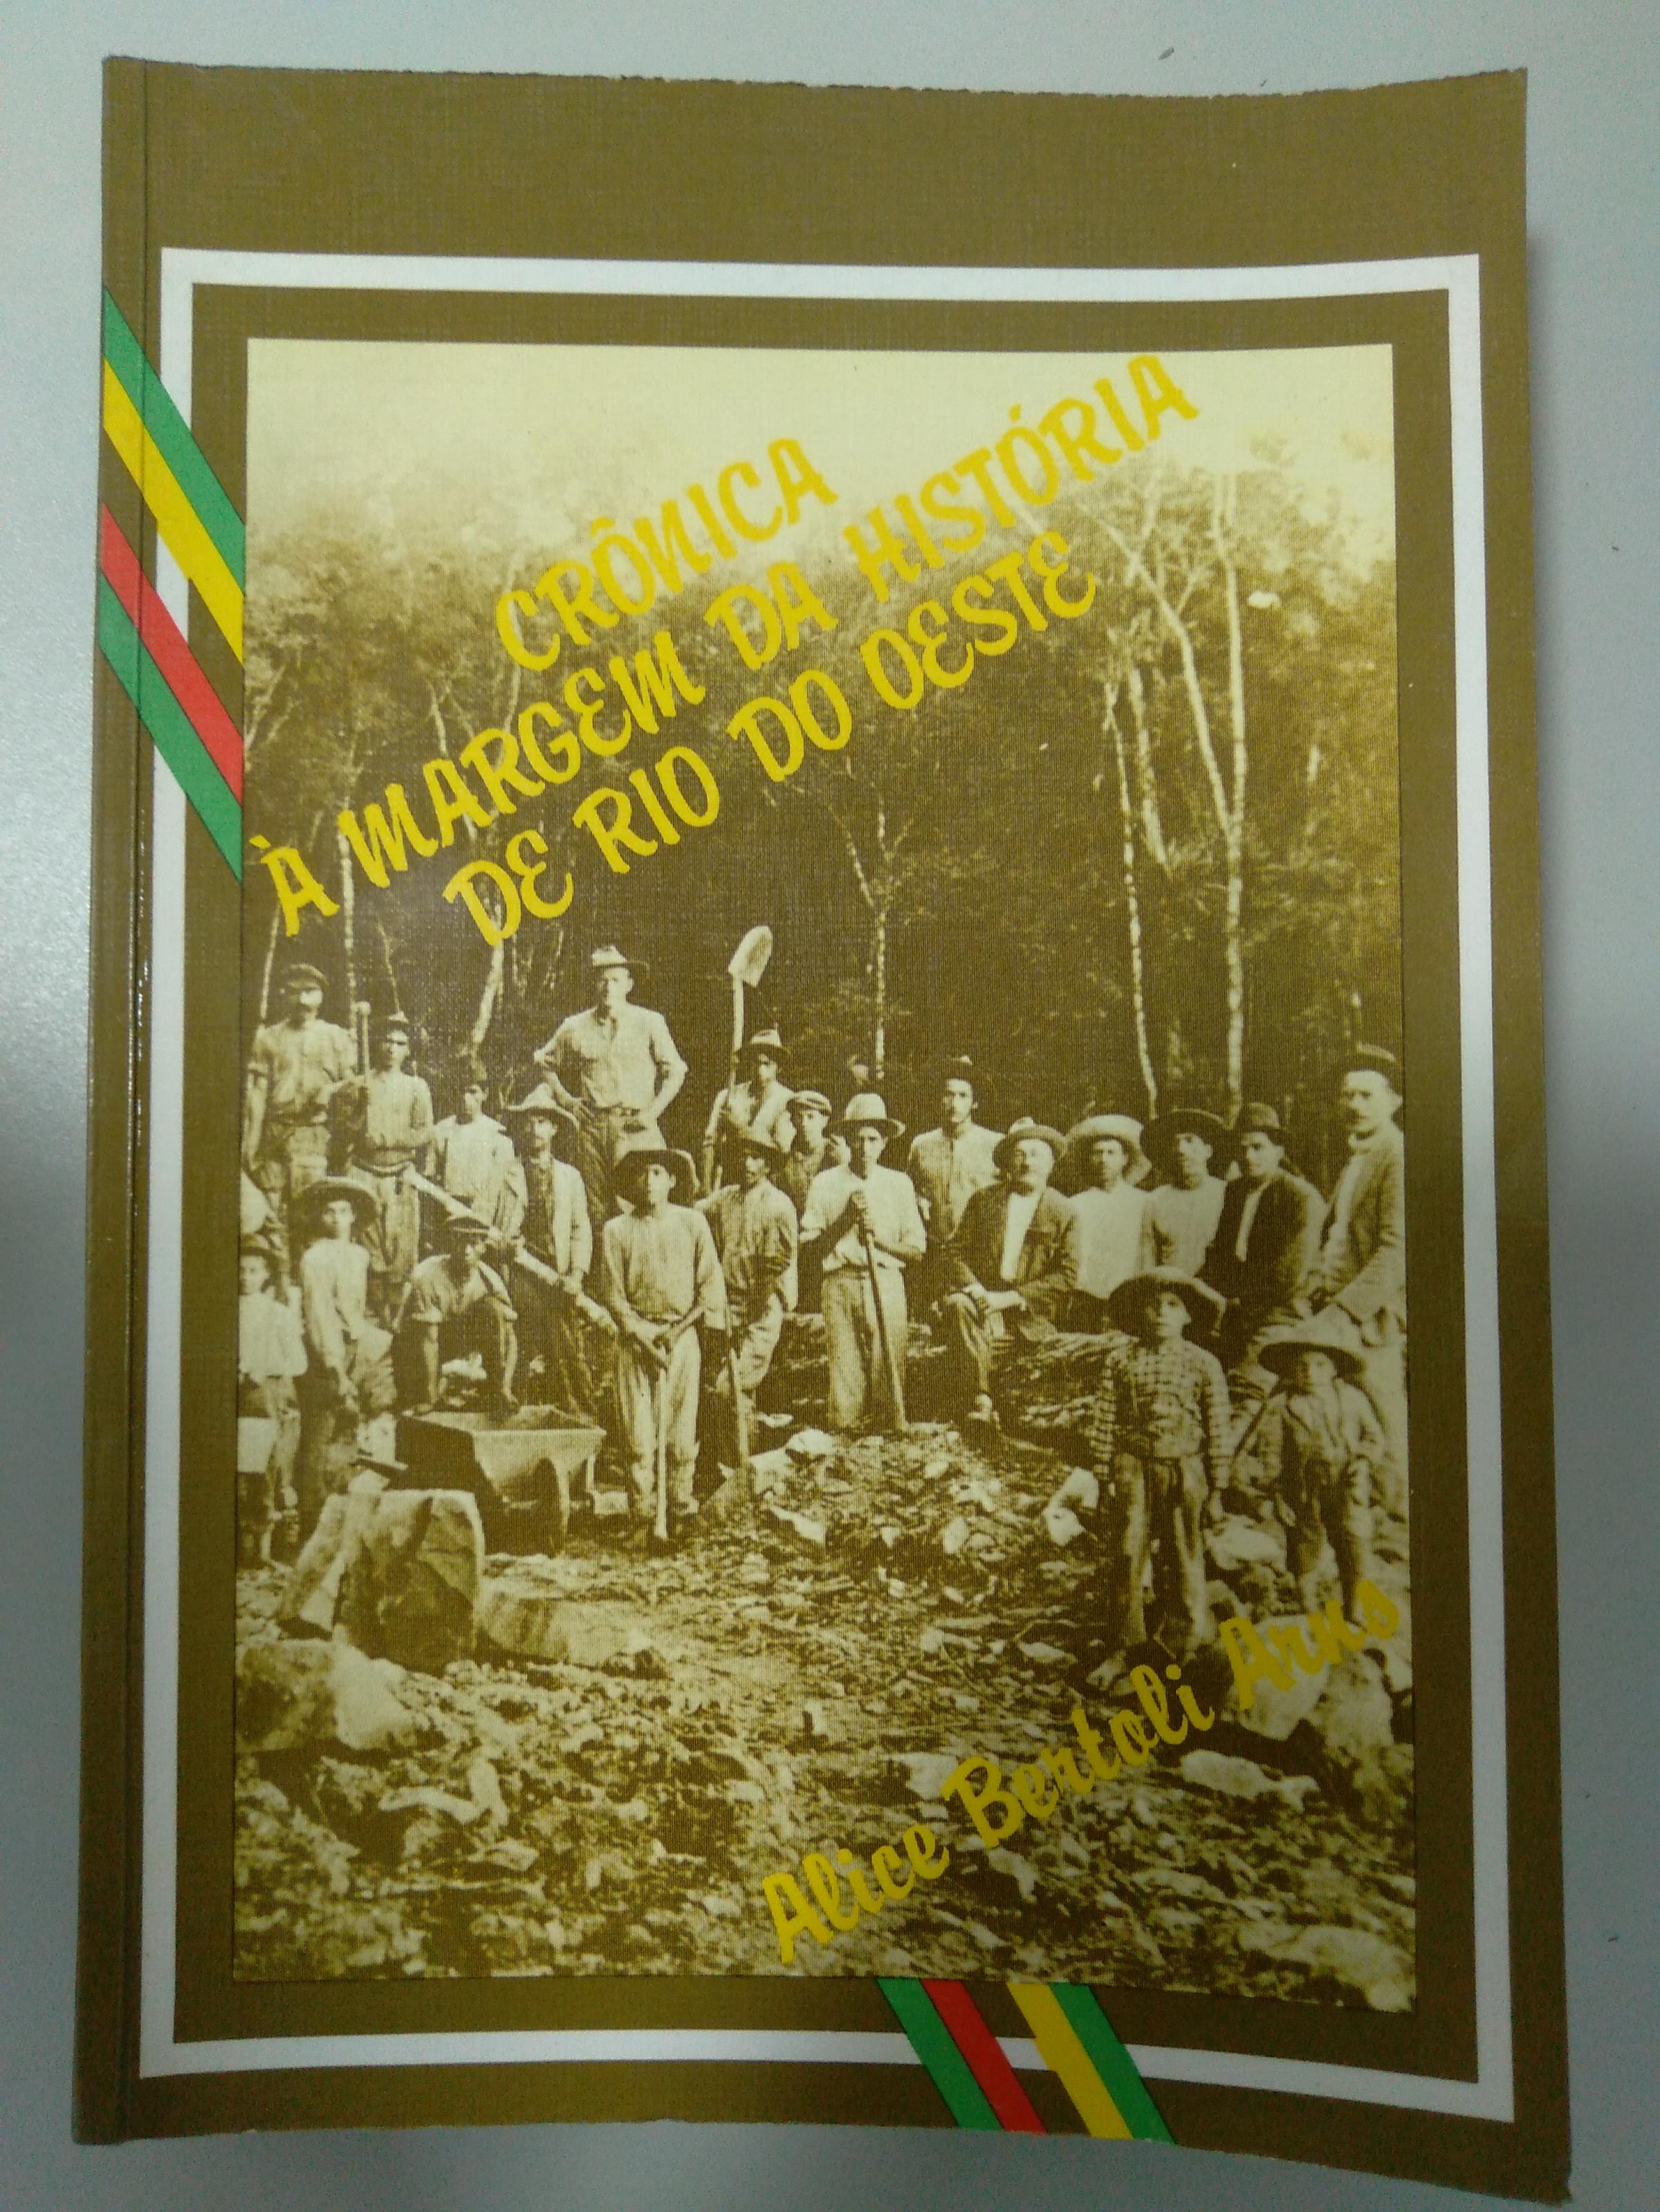 CRÔNICA
À MARGEM DA HISTÓRIA
DE RIO DO OESTE
Alice Bertoli Arns